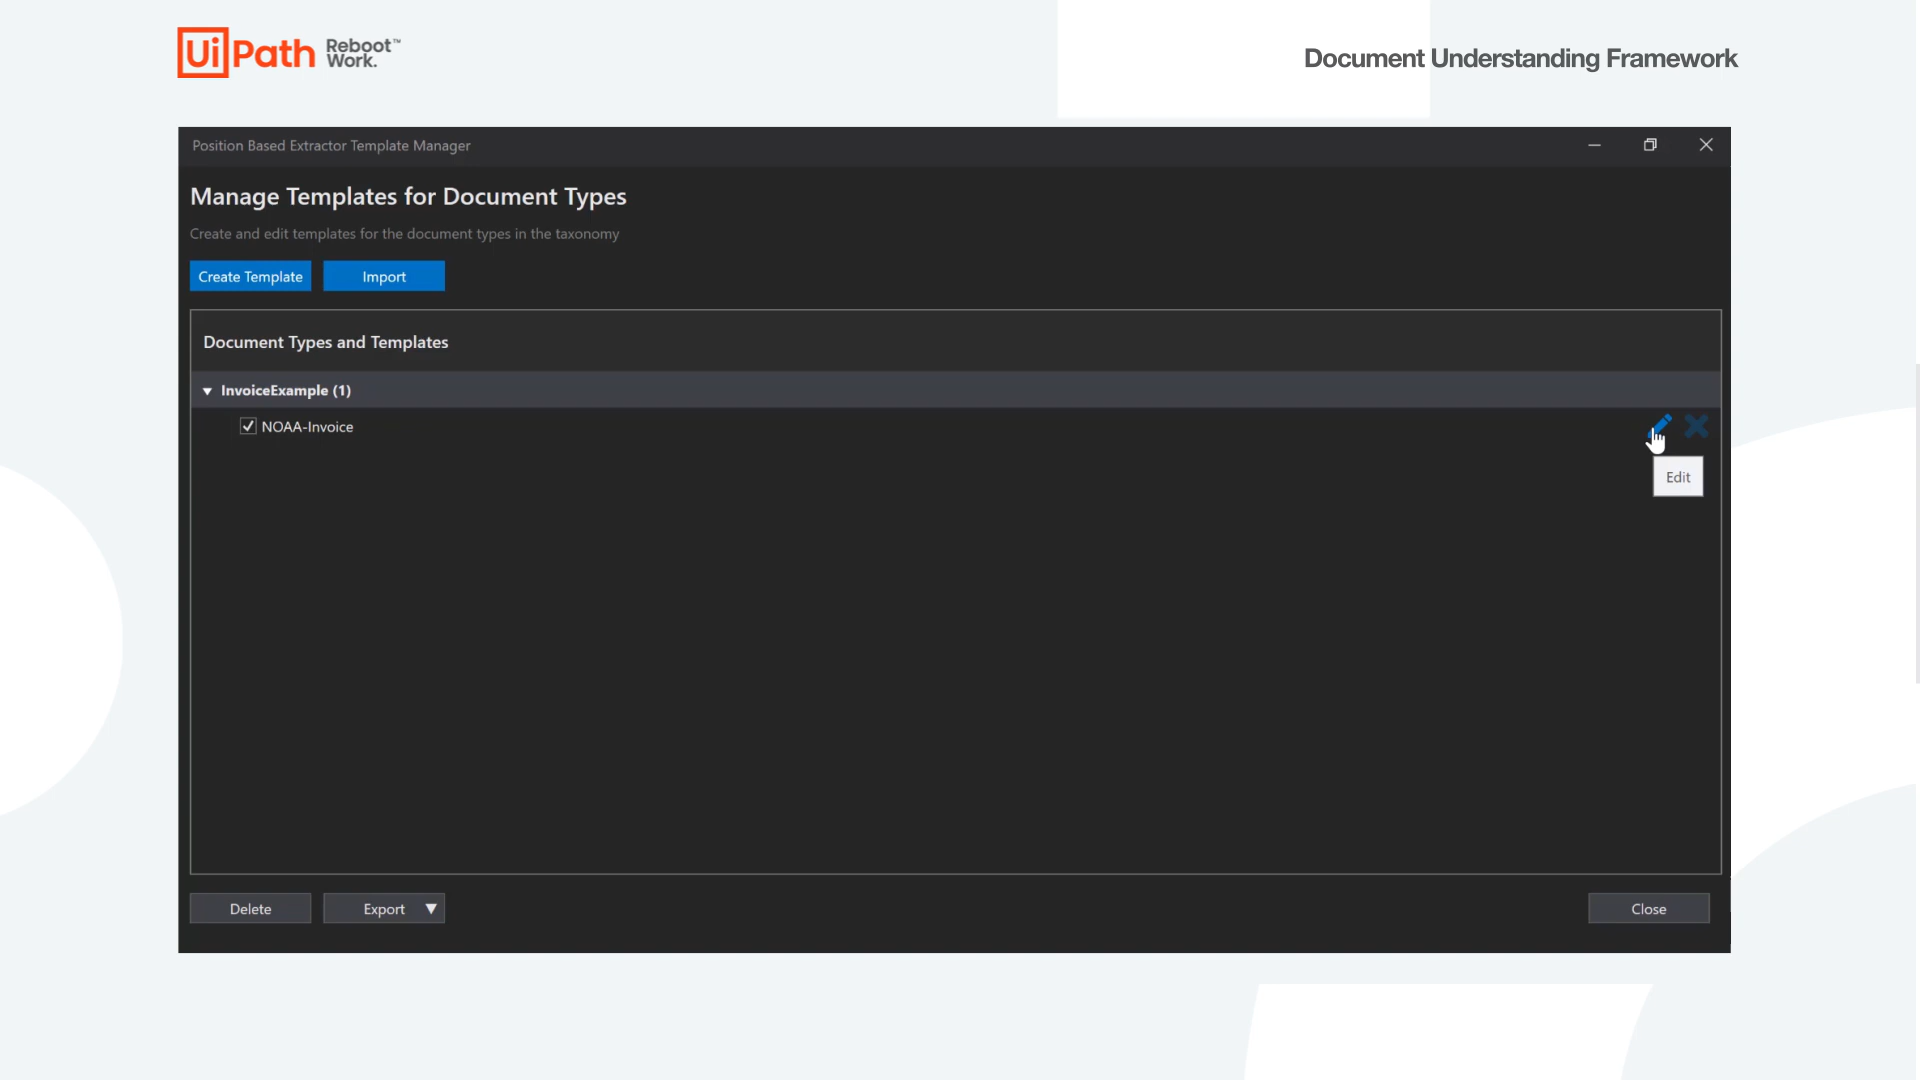 UiPath Reboot Work.™
Document Understanding Framework
Position Based Extractor Template Manager
Manage Templates for Document Types
Create and edit templates for the document types in the taxonomy
Create Template
Import
Document Types and Templates
InvoiceExample (1)
NOAA-Invoice
Edit
Delete
Export
Close